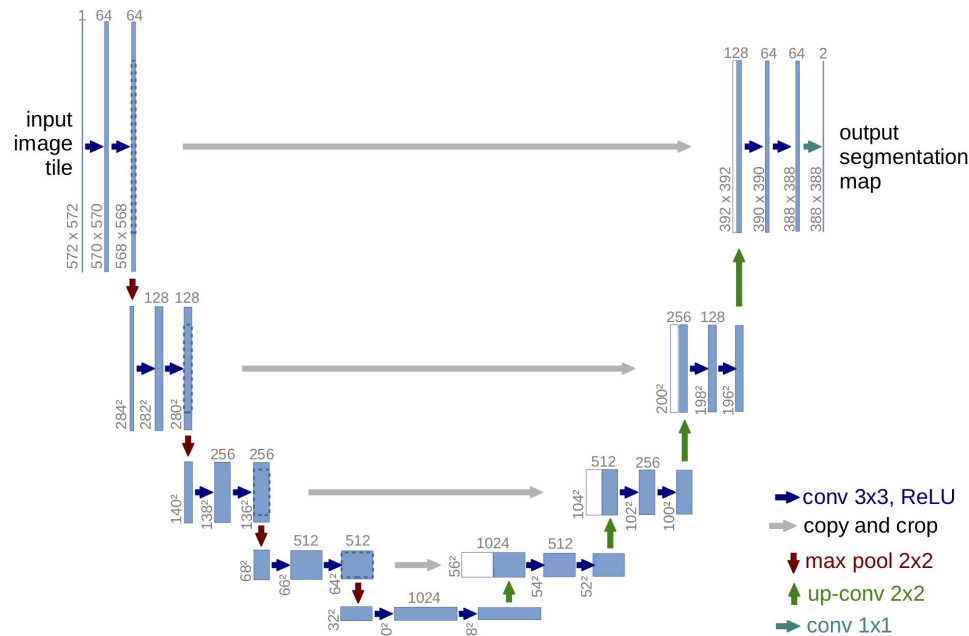 1 64 64
128 64 64 2
input
image
tile
output
segmentation
map
572 x 572
570 x 570
568 x 568
392 x 392
390 x 390
388 x 388
388 x 388
128 128
256 128
284²
282²
280²
200²
198²
196²
256 256
512 256
140²
138²
136²
104²
102²
100²
512 512
1024 512
68²
66²
64²
56²
54²
52²
1024
32²
0²
8²
conv 3x3, ReLU
copy and crop
max pool 2x2
up-conv 2x2
conv 1x1